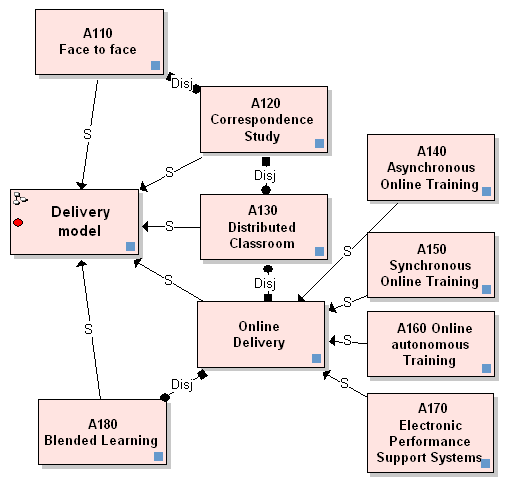 A110
Face to face
Disj
A120
Correspondence
Study
S
S
Disj
A140
Asynchronous
Online Training
Delivery
model
S
A130
Distributed
Classroom
S
A150
Synchronous
Online Training
S
Disj
S
Online
Delivery
S
A160 Online
autonomous
Training
S
Disj
S
A180
Blended Learning
A170
Electronic
Performance
Support Systems